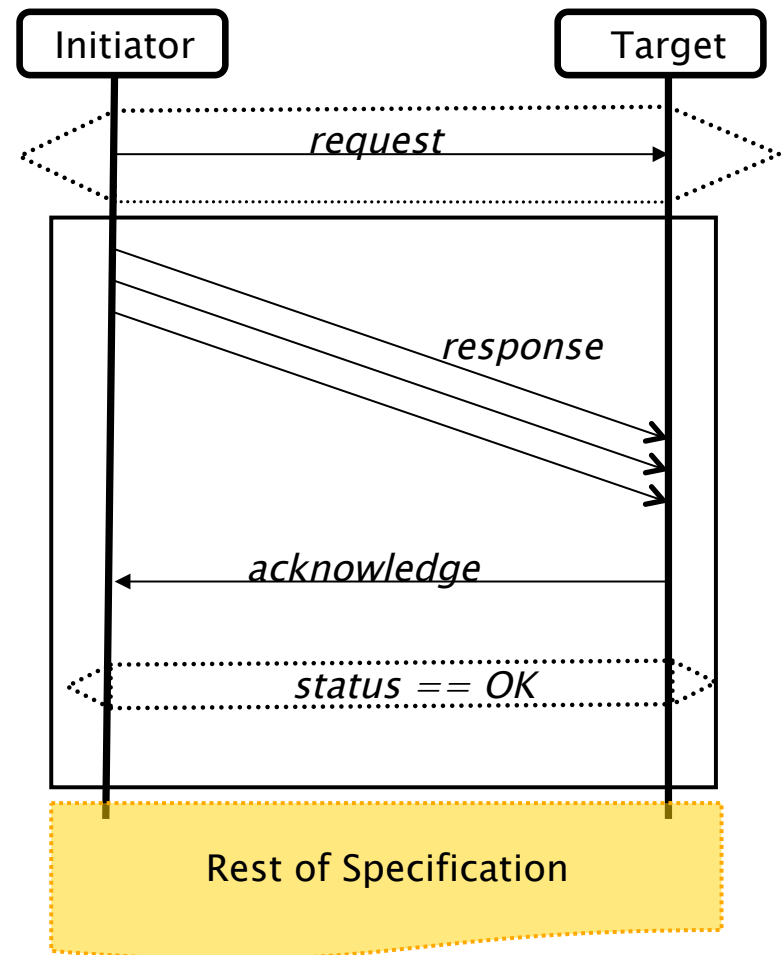 Initiator
Target
request
response
acknowledge
status == OK
Rest of Specification